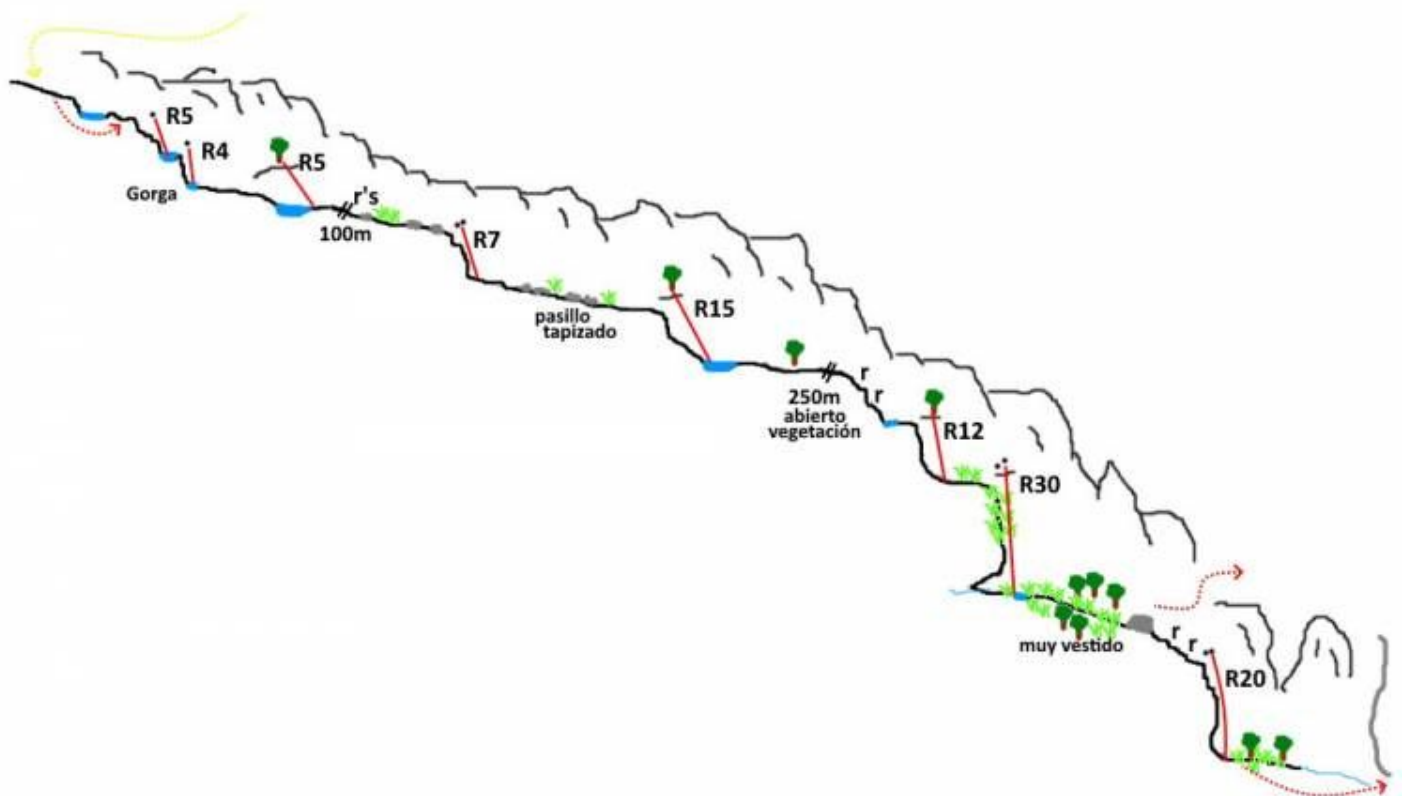 R5
R4
Gorga
R5
r's
100m
R7
pasillo
tapizado
R15
250m
abierto
vegetación
r
r
R12
R30
muy vestido
r
r
R20